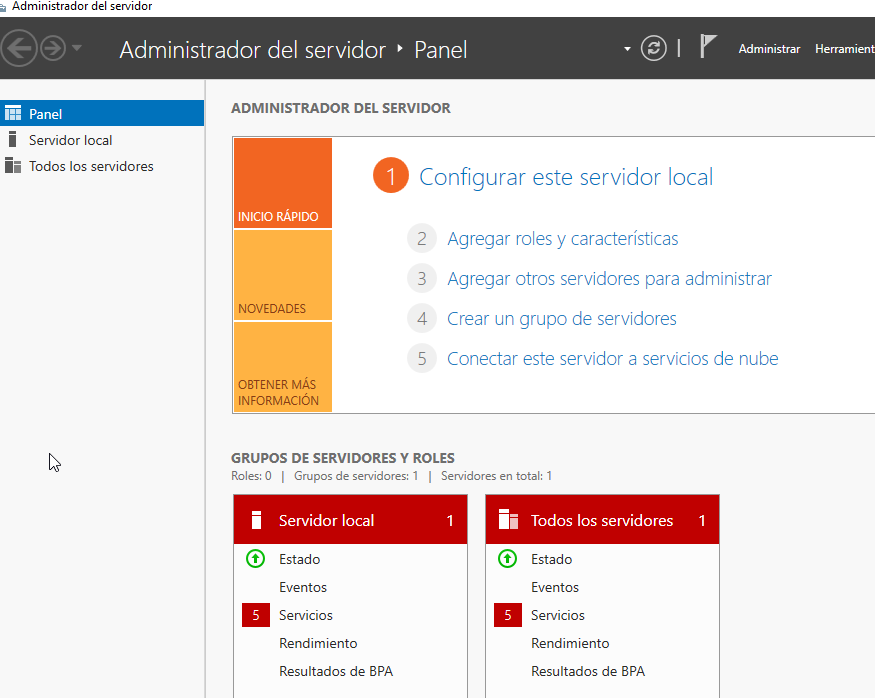 Administrador del servidor
Administrador del servidor ‣ Panel
Administrar Herramient
Panel
Servidor local
Todos los servidores
ADMINISTRADOR DEL SERVIDOR
INICIO RÁPIDO
NOVEDADES
OBTENER MÁS
INFORMACIÓN
1 Configurar este servidor local
2 Agregar roles y características
3 Agregar otros servidores para administrar
4 Crear un grupo de servidores
5 Conectar este servidor a servicios de nube
GRUPOS DE SERVIDORES Y ROLES
Roles: 0 | Grupos de servidores: 1 | Servidores en total: 1
Servidor local 1
Estado
Eventos
5 Servicios
Rendimiento
Resultados de BPA
Todos los servidores 1
Estado
Eventos
5 Servicios
Rendimiento
Resultados de BPA